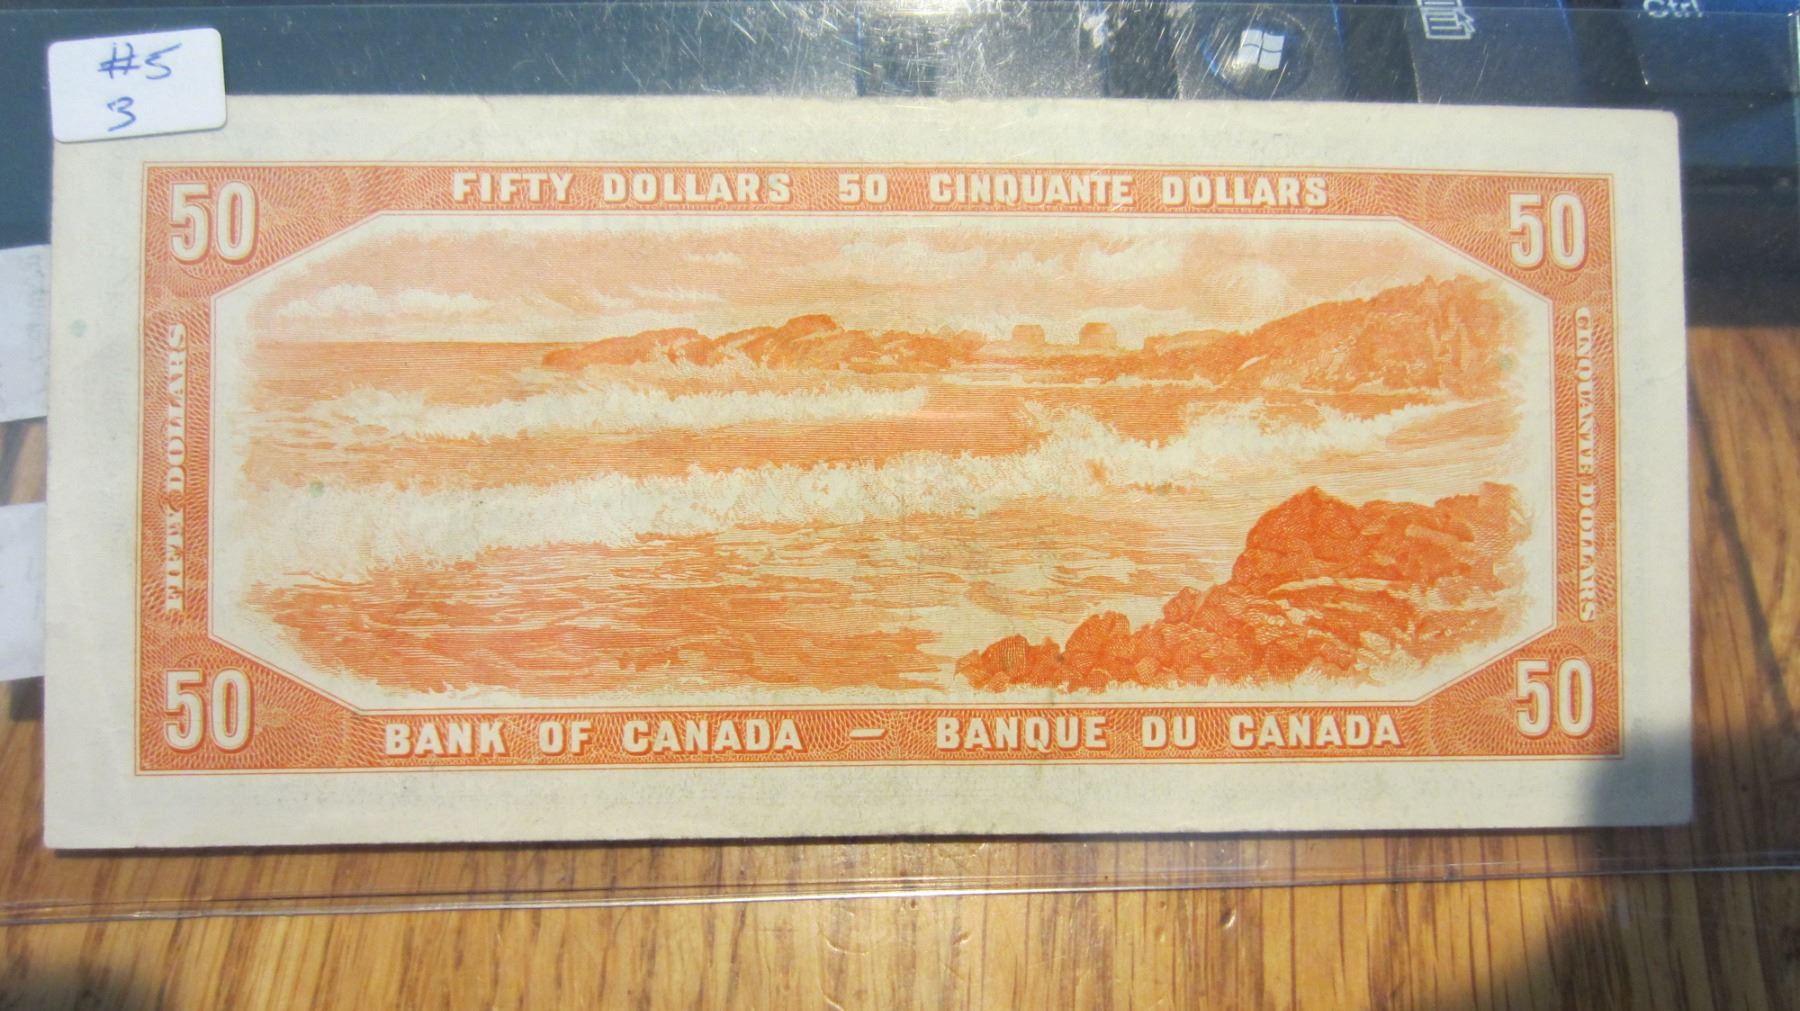 #5
3
Ctrl
50
FIFTY DOLLARS 50 CINQUANTE DOLLARS
50
FIFTY DOLLARS
CINQUANTE DOLLARS
50
BANK OF CANADA — BANQUE DU CANADA
50